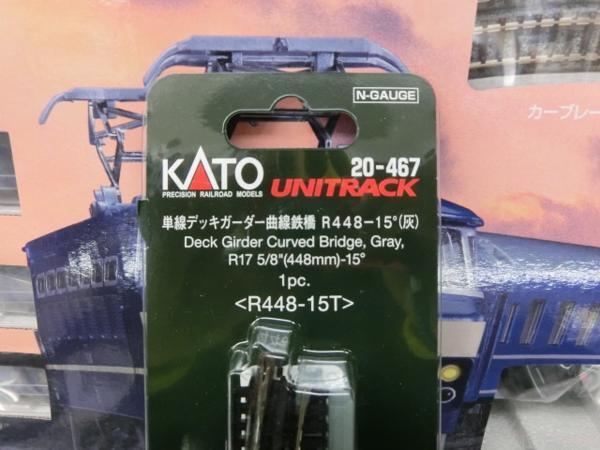 N-GAUGE
カーブレー
KATO
PRECISION RAILROAD MODELS
20-467
UNITRACK
単線デッキガーダー曲線鉄橋 R448-15°(灰)
Deck Girder Curved Bridge, Gray,
R17 5/8"(448mm)-15°
1pc.
<R448-15T>